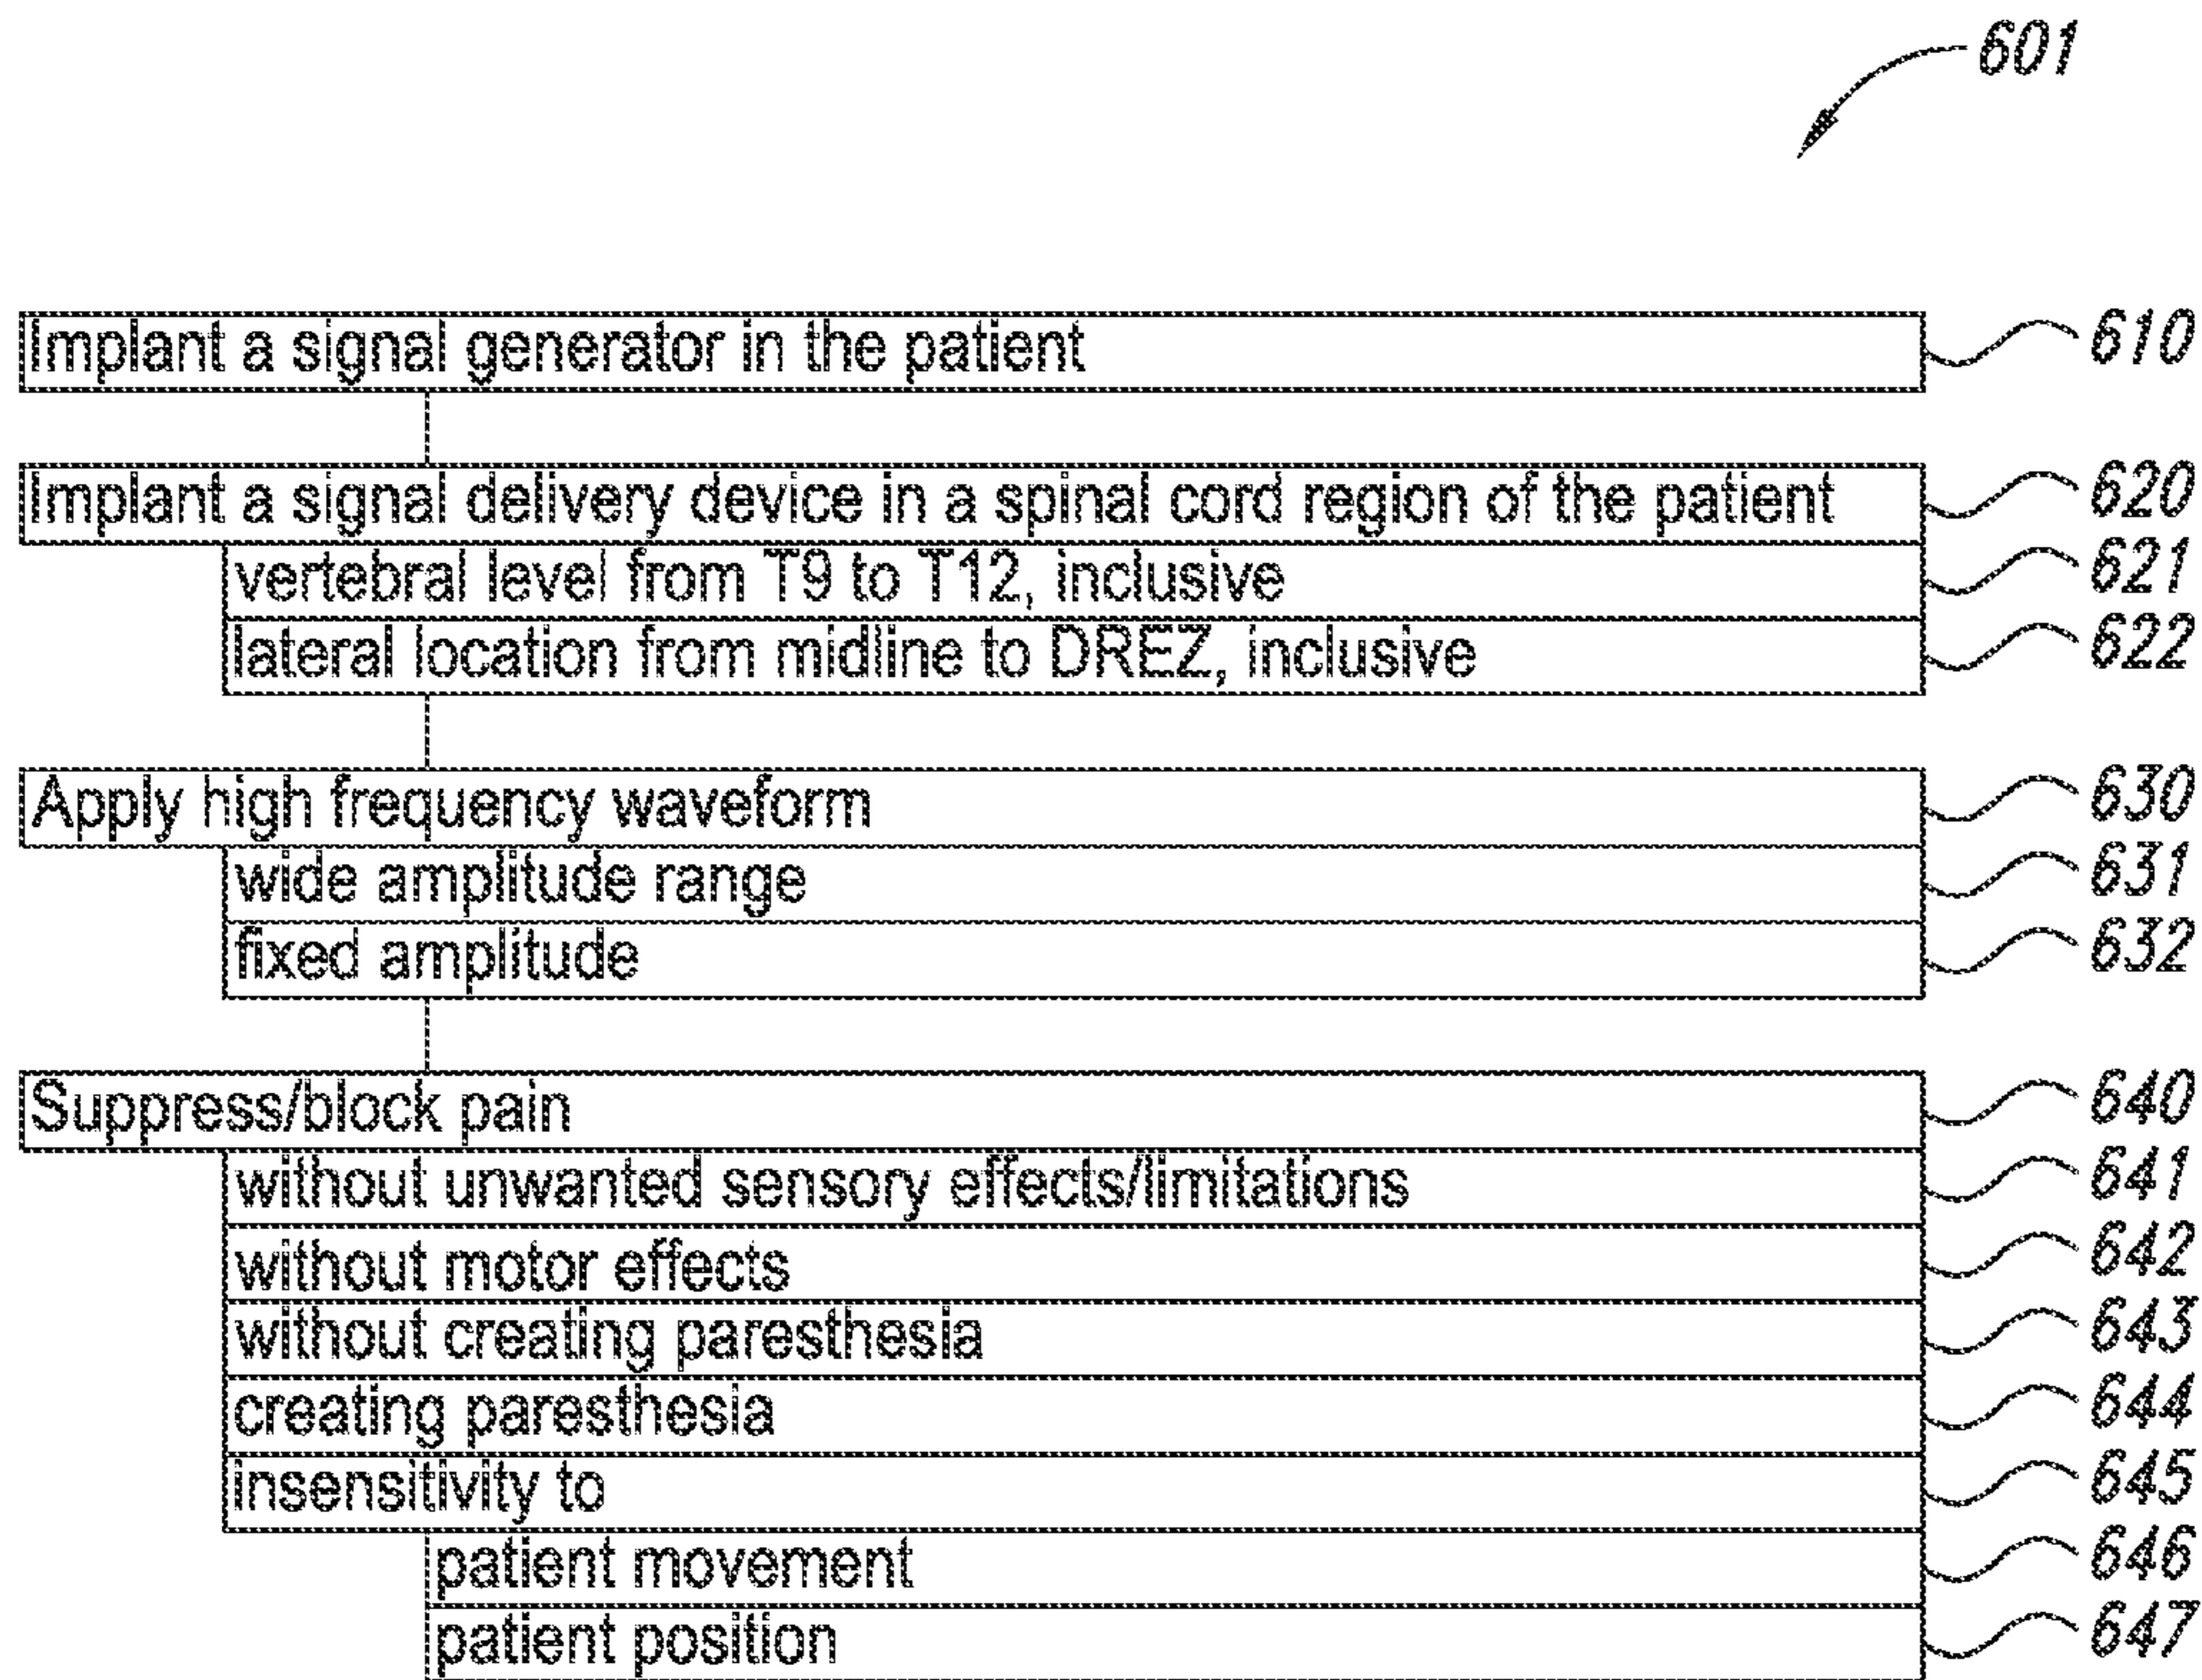 601
Implant a signal generator in the patient 610
Implant a signal delivery device in a spinal cord region of the patient 620
vertebral level from T9 to T12, inclusive 621
lateral location from midline to DREZ, inclusive 622
Apply high frequency waveform 630
wide amplitude range 631
fixed amplitude 632
Suppress/block pain 640
without unwanted sensory effects/limitations 641
without motor effects 642
without creating paresthesia 643
creating paresthesia 644
insensitivity to 645
patient movement 646
patient position 647